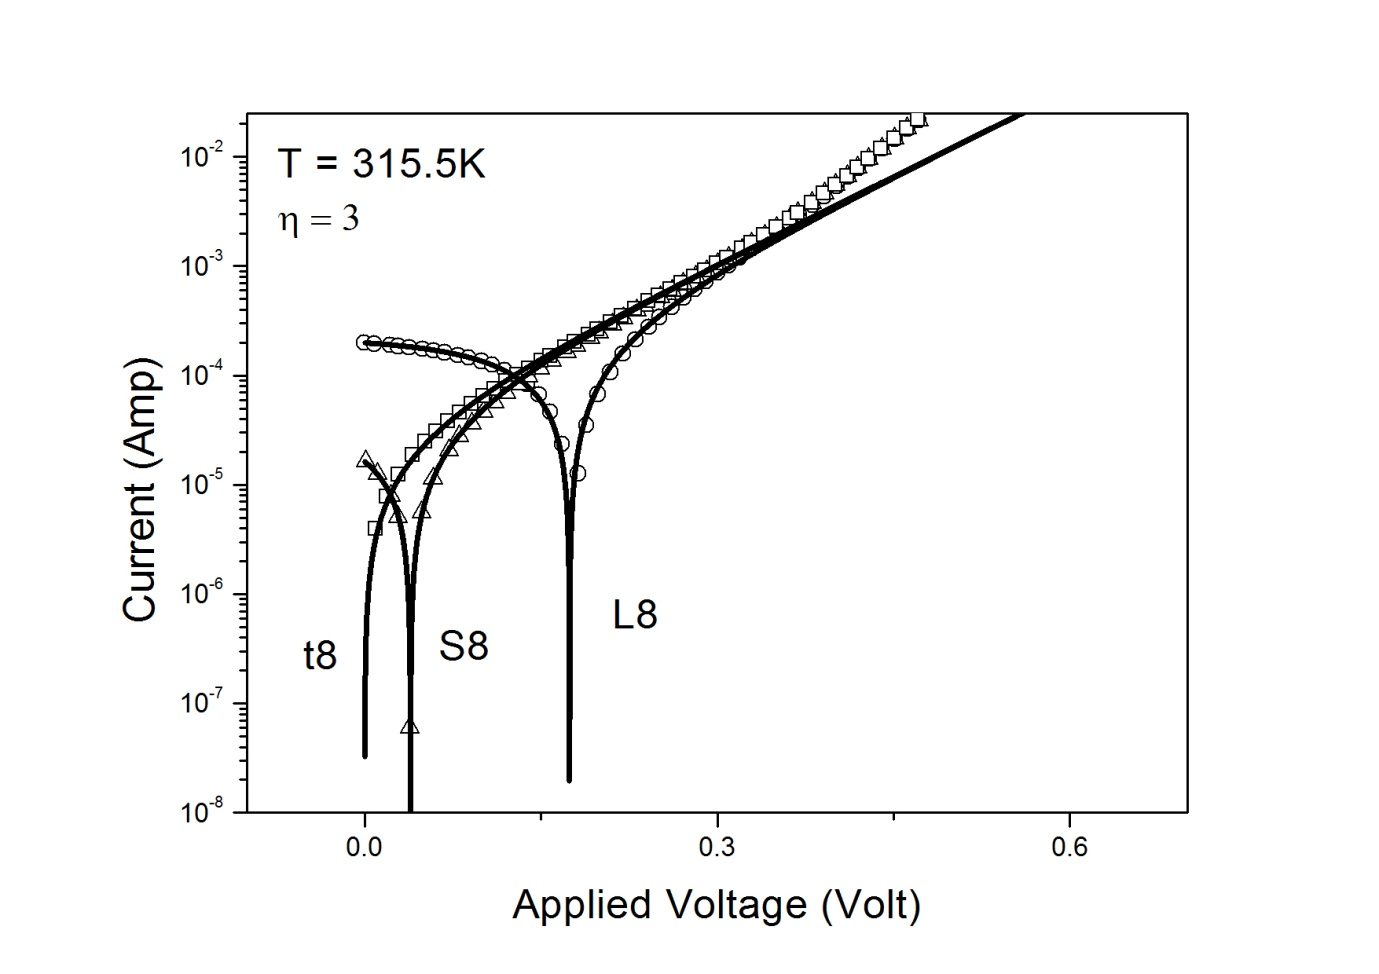 T = 315.5K
η = 3
10⁻²
10⁻³
10⁻⁴
10⁻⁵
10⁻⁶
10⁻⁷
10⁻⁸
Current (Amp)
t8
S8
L8
0.0 0.3 0.6
Applied Voltage (Volt)